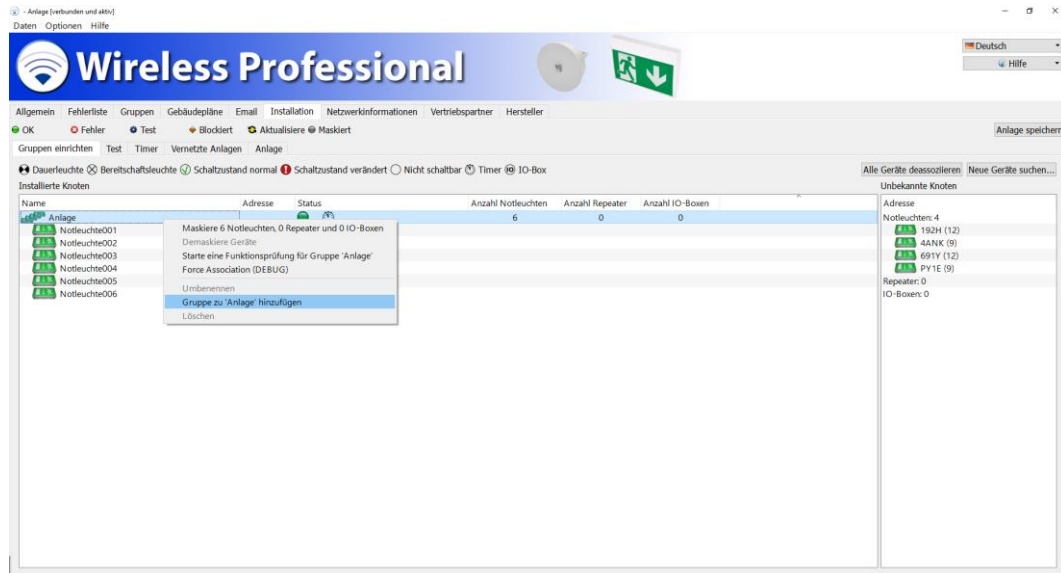 - Anlage [verbunden und aktiv]
Daten Optionen Hilfe
Wireless Professional
Deutsch
Hilfe
Allgemein Fehlerliste Gruppen Gebäudepläne Email Installation Netzwerkinformationen Vertriebspartner Hersteller
OK Fehler Test Blockiert Aktualisiere Maskiert
Anlage speichern
Gruppen einrichten Test Timer Vernetzte Anlagen Anlage
Dauerleuchte Bereitschaftsleuchte Schaltzustand normal Schaltzustand verändert Nicht schaltbar Timer IO-Box
Alle Geräte deassoziieren Neue Geräte suchen...
Installierte Knoten
Name Adresse Status Anzahl Notleuchten Anzahl Repeater Anzahl IO-Boxen
Anlage 6 0 0
Notleuchte001
Notleuchte002
Notleuchte003
Notleuchte004
Notleuchte005
Notleuchte006
Maskiere 6 Notleuchten, 0 Repeater und 0 IO-Boxen
Demaskiere Geräte
Starte eine Funktionsprüfung für Gruppe 'Anlage'
Force Association (DEBUG)
Umbenennen
Gruppe zu 'Anlage' hinzufügen
Löschen
Unbekannte Knoten
Adresse
Notleuchten: 4
192H (12)
4ANK (9)
691Y (12)
PY1E (9)
Repeater: 0
IO-Boxen: 0